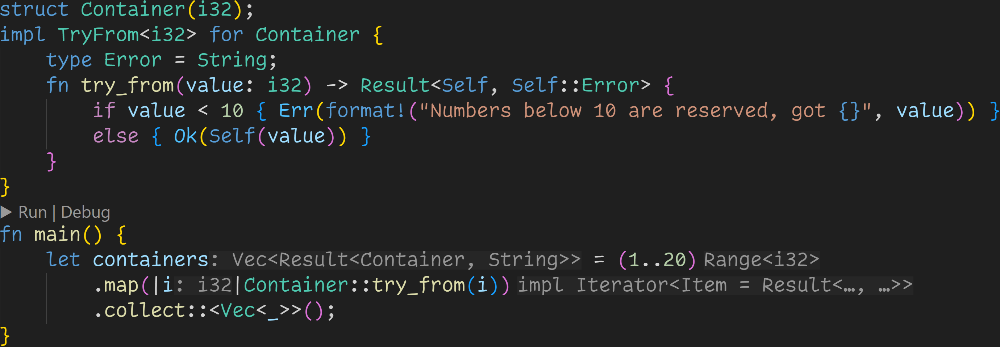 struct Container(i32);
impl TryFrom<i32> for Container {
    type Error = String;
    fn try_from(value: i32) -> Result<Self, Self::Error> {
        if value < 10 { Err(format!("Numbers below 10 are reserved, got {}", value)) }
        else { Ok(Self(value)) }
    }
}
▶ Run | Debug
fn main() {
    let containers: Vec<Result<Container, String>> = (1..20) Range<i32>
        .map(|i: i32|Container::try_from(i)) impl Iterator<Item = Result<…, …>>
        .collect::<Vec<_>>();
}